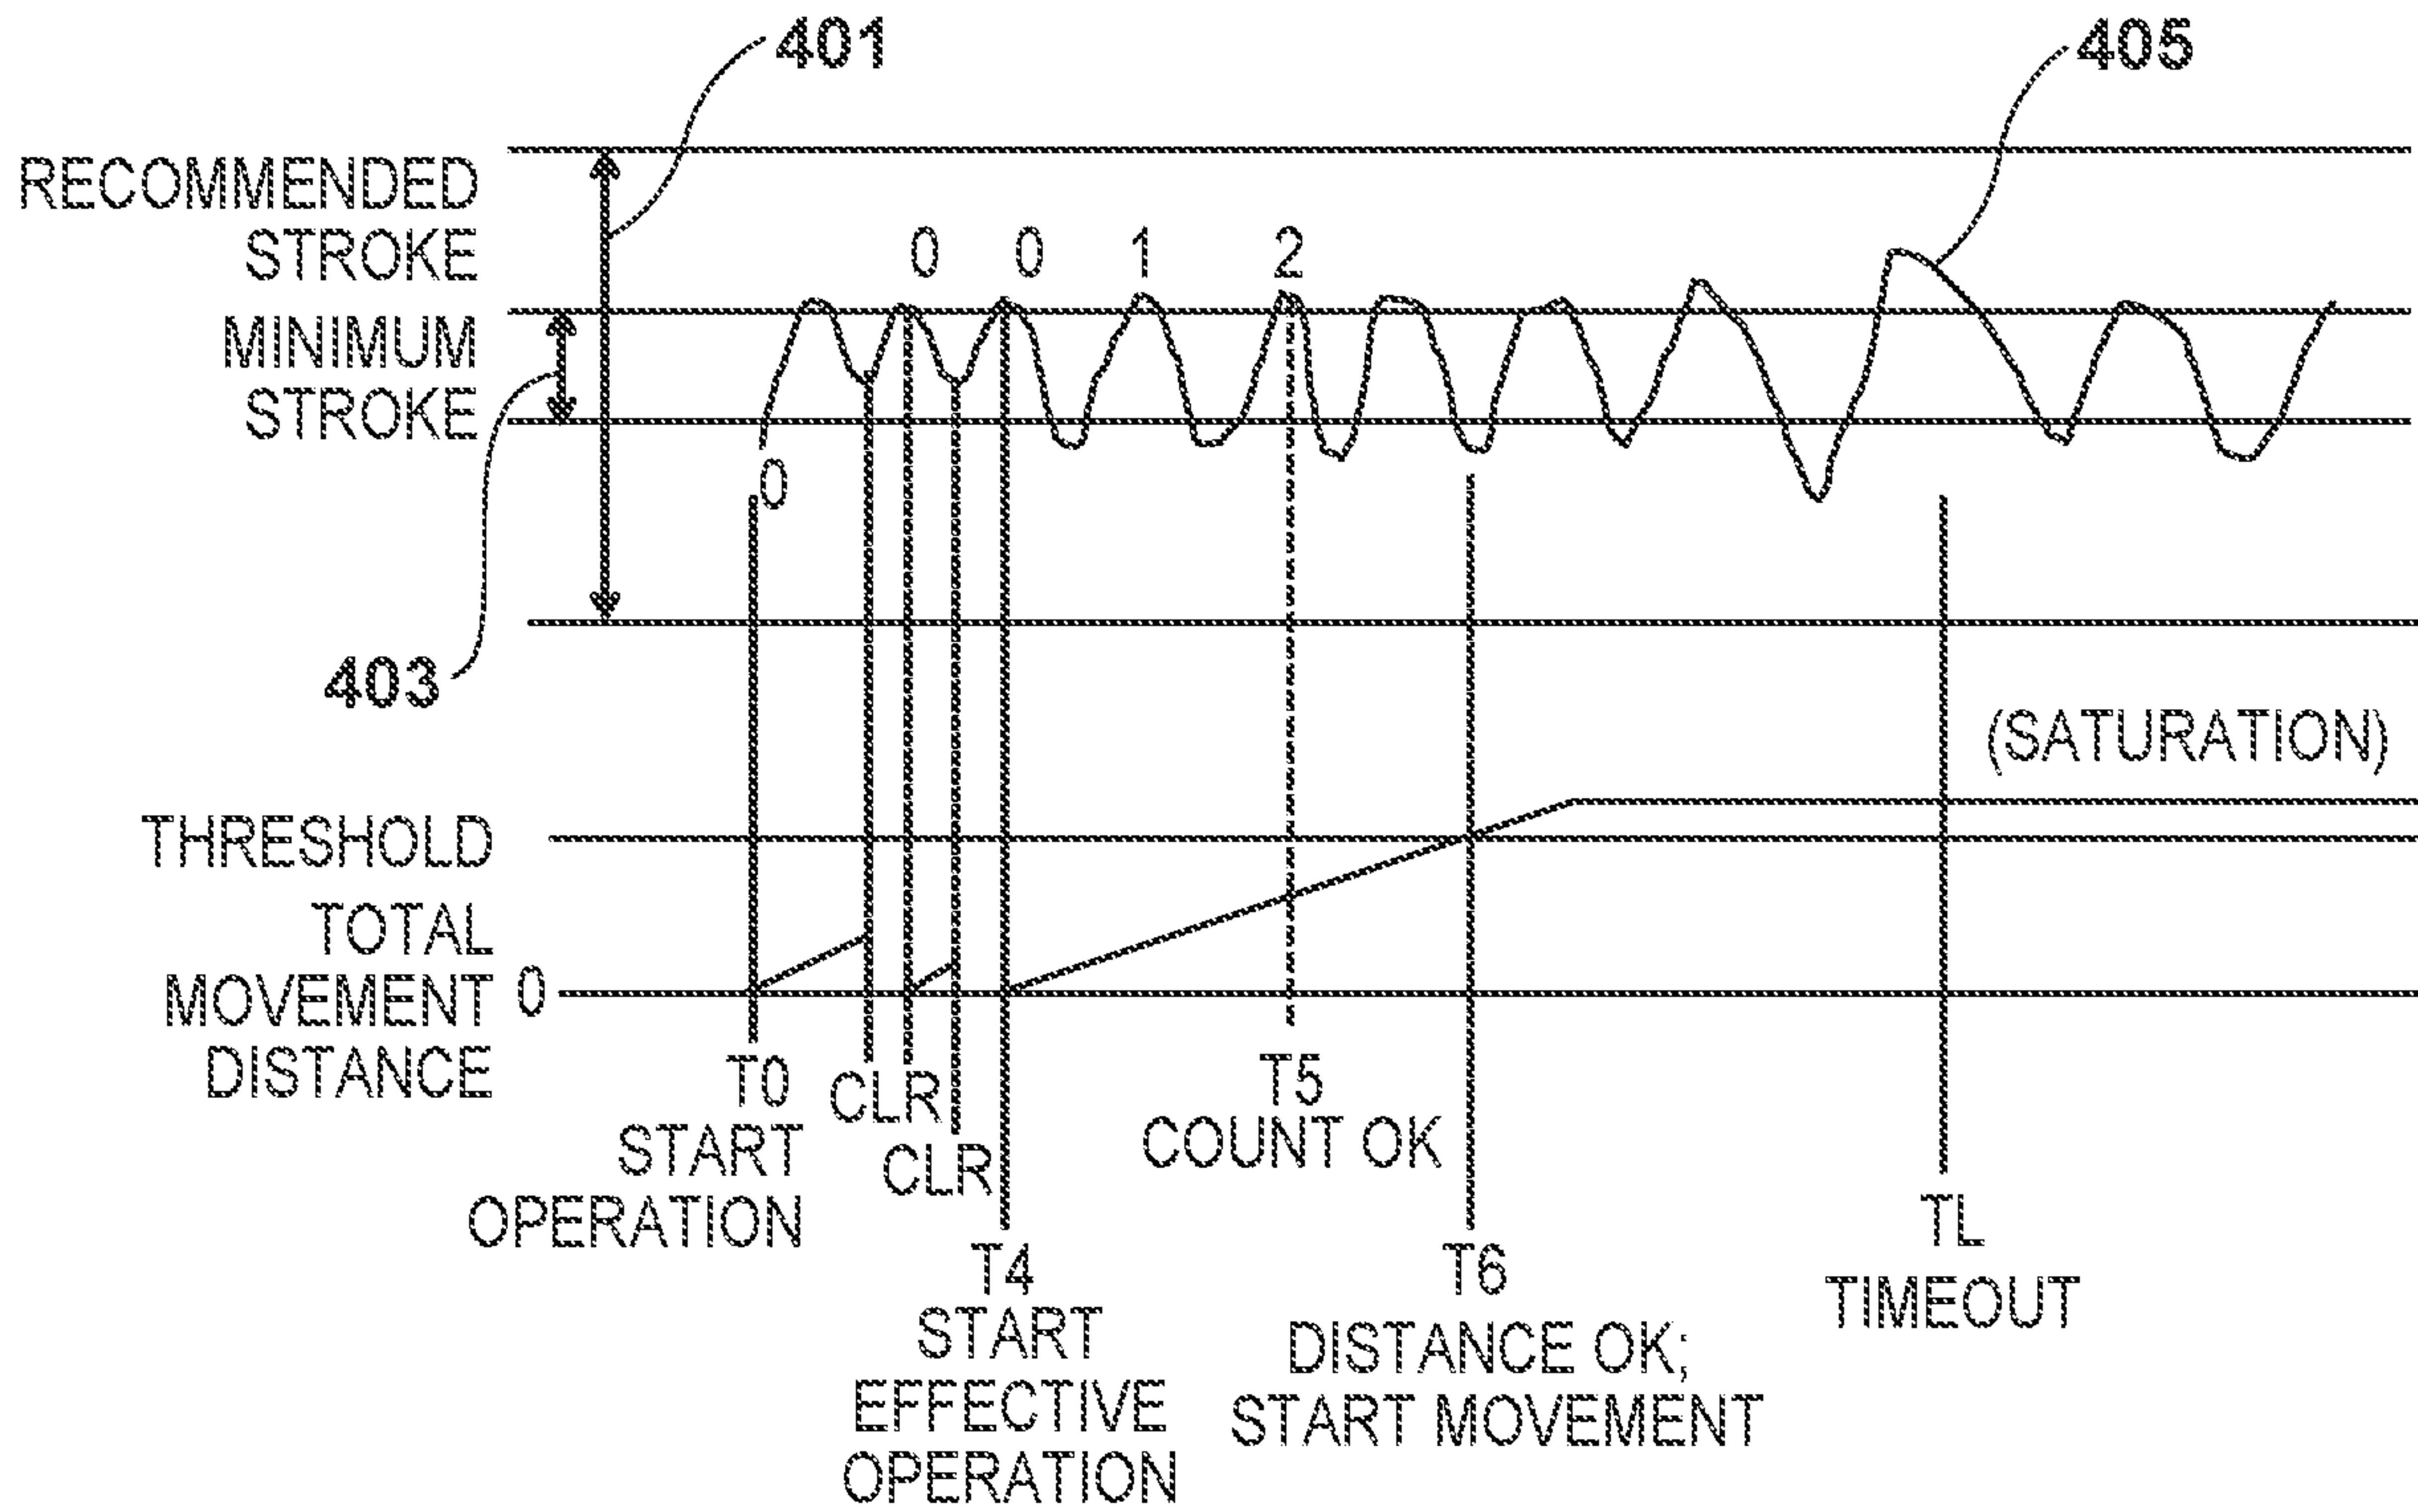 401
405
RECOMMENDED
STROKE
0 0 1 2
MINIMUM
STROKE
0
403
(SATURATION)
THRESHOLD
TOTAL
MOVEMENT 0
DISTANCE
T0
START
OPERATION
CLR
CLR
T5
COUNT OK
T4
START
EFFECTIVE
OPERATION
T6
DISTANCE OK;
START MOVEMENT
TL
TIMEOUT